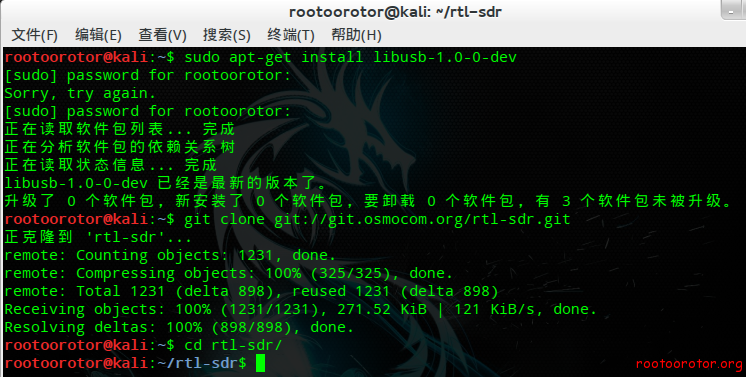 rootoorotor@kali: ~/rtl-sdr
文件(F) 编辑(E) 查看(V) 搜索(S) 终端(T) 帮助(H)
rootoorotor@kali:~$ sudo apt-get install libusb-1.0-0-dev
[sudo] password for rootoorotor:
Sorry, try again.
[sudo] password for rootoorotor:
正在读取软件包列表... 完成
正在分析软件包的依赖关系树
正在读取状态信息... 完成
libusb-1.0-0-dev 已经是最新的版本了。
升级了 0 个软件包，新安装了 0 个软件包，要卸载 0 个软件包，有 3 个软件包未被升级。
rootoorotor@kali:~$ git clone git://git.osmocom.org/rtl-sdr.git
正克隆到 'rtl-sdr'...
remote: Counting objects: 1231, done.
remote: Compressing objects: 100% (325/325), done.
remote: Total 1231 (delta 898), reused 1231 (delta 898)
Receiving objects: 100% (1231/1231), 271.52 KiB | 121 KiB/s, done.
Resolving deltas: 100% (898/898), done.
rootoorotor@kali:~$ cd rtl-sdr/
rootoorotor@kali:~/rtl-sdr$
rootoorotor.org